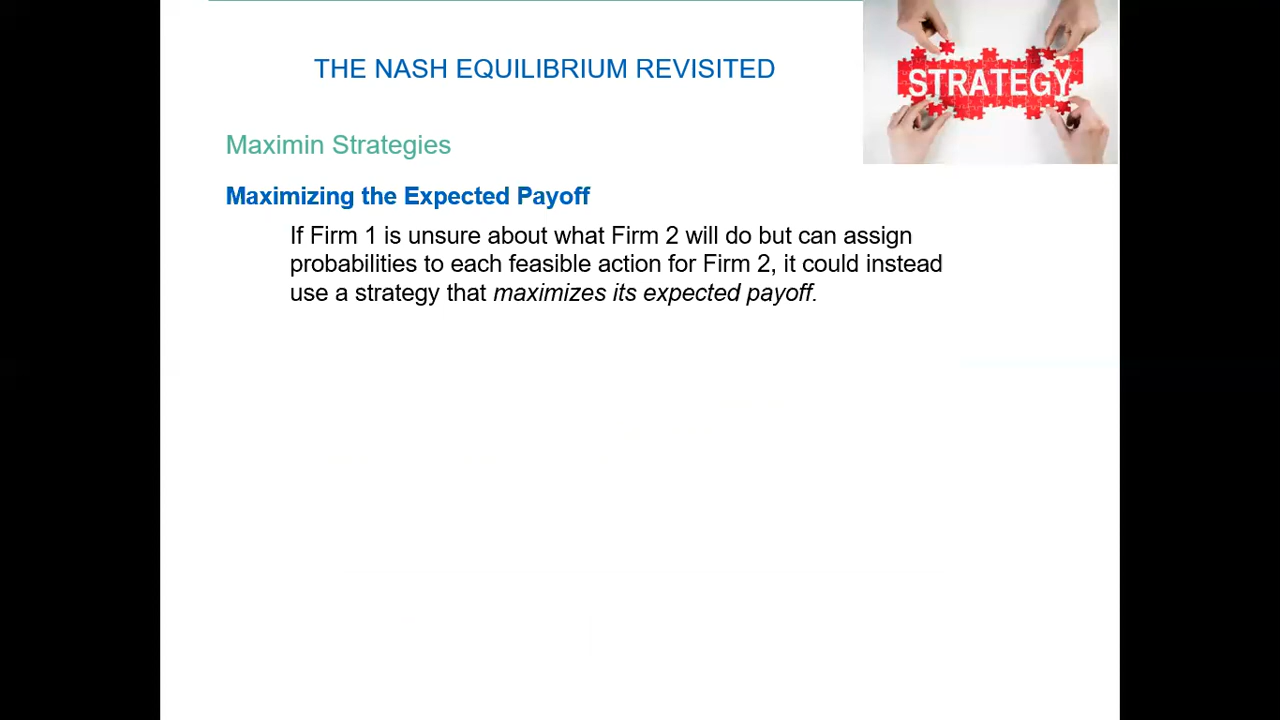 THE NASH EQUILIBRIUM REVISITED
STRATEGY
Maximin Strategies
Maximizing the Expected Payoff
If Firm 1 is unsure about what Firm 2 will do but can assign
probabilities to each feasible action for Firm 2, it could instead
use a strategy that maximizes its expected payoff.